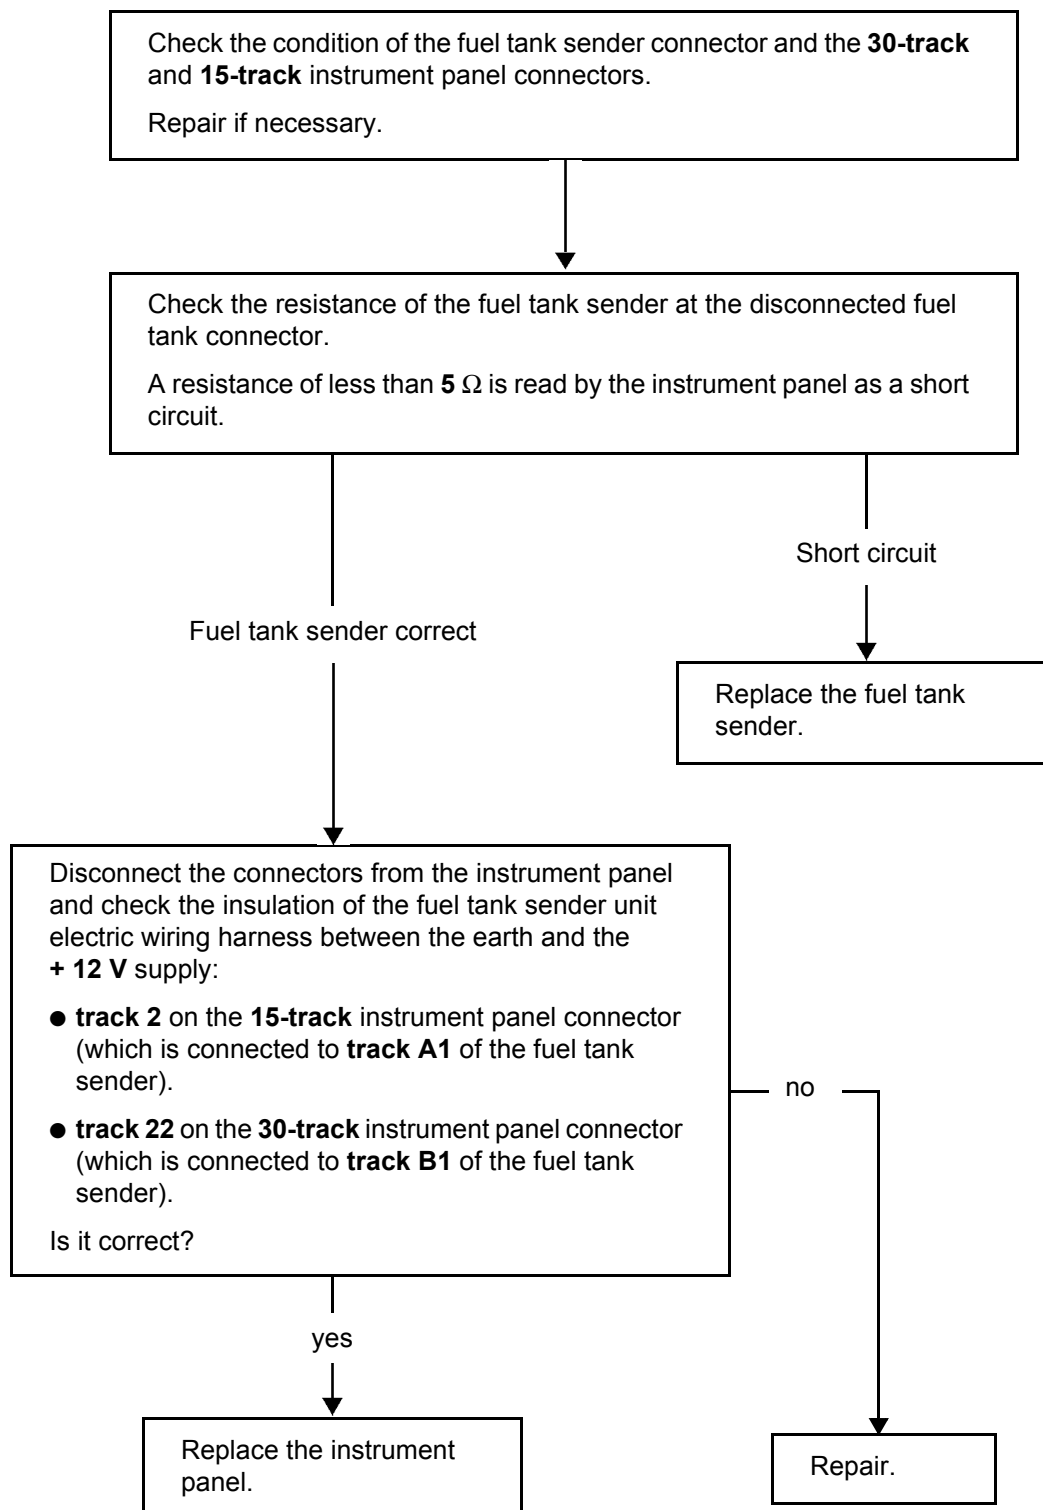 Check the condition of the fuel tank sender connector and the 30-track
and 15-track instrument panel connectors.
Repair if necessary.
Check the resistance of the fuel tank sender at the disconnected fuel
tank connector.
A resistance of less than 5 Ω is read by the instrument panel as a short
circuit.
Short circuit
Fuel tank sender correct
Replace the fuel tank
sender.
Disconnect the connectors from the instrument panel
and check the insulation of the fuel tank sender unit
electric wiring harness between the earth and the
+ 12 V supply:
● track 2 on the 15-track instrument panel connector
(which is connected to track A1 of the fuel tank
sender).
● track 22 on the 30-track instrument panel connector
(which is connected to track B1 of the fuel tank
sender).
Is it correct?
no
yes
Replace the instrument
panel.
Repair.